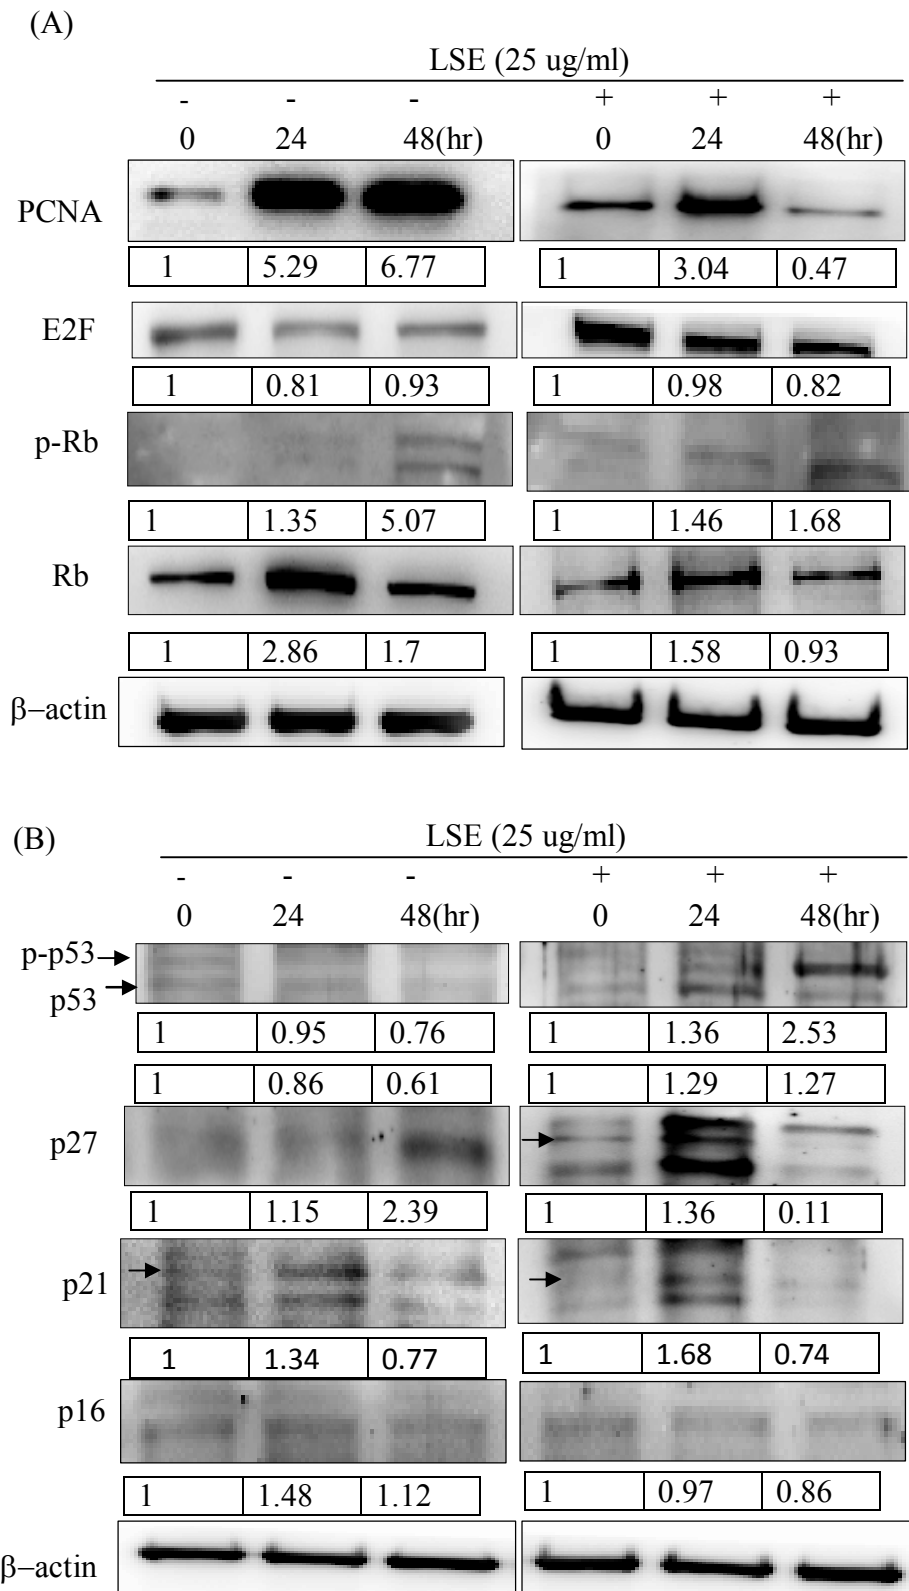 (A)
LSE (25 ug/ml)
- - - + + +
0 24 48(hr) 0 24 48(hr)
PCNA
1 5.29 6.77 1 3.04 0.47
E2F
1 0.81 0.93 1 0.98 0.82
p-Rb
1 1.35 5.07 1 1.46 1.68
Rb
1 2.86 1.7 1 1.58 0.93
β-actin
(B)
LSE (25 ug/ml)
- - - + + +
0 24 48(hr) 0 24 48(hr)
p-p53
p53
1 0.95 0.76 1 1.36 2.53
1 0.86 0.61 1 1.29 1.27
p27
1 1.15 2.39 1 1.36 0.11
p21
1 1.34 0.77 1 1.68 0.74
p16
1 1.48 1.12 1 0.97 0.86
β-actin